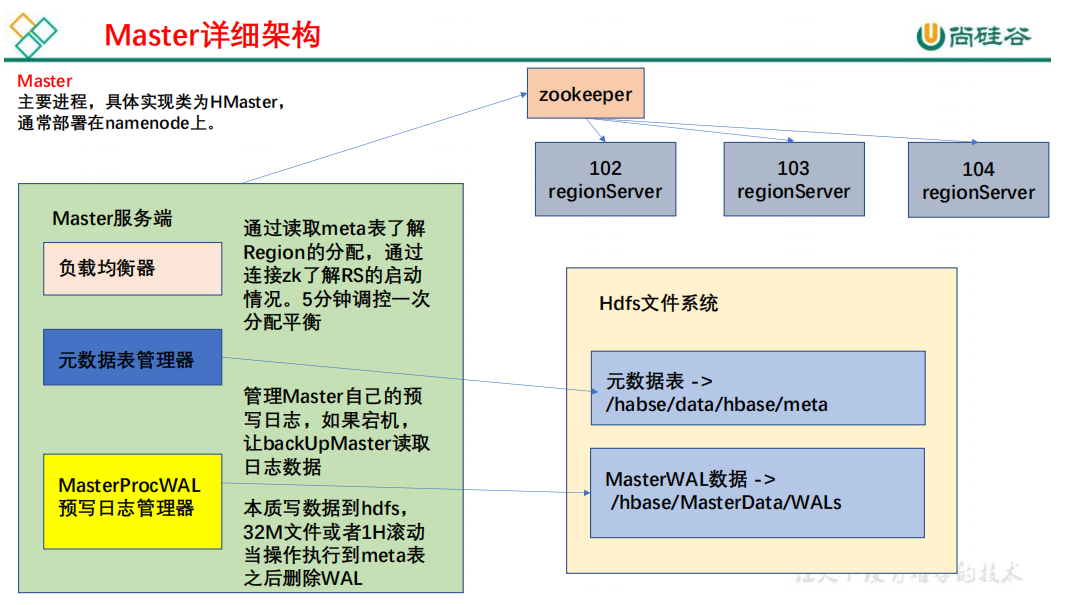 Master详细架构
尚硅谷
Master
主要进程，具体实现类为HMaster，
通常部署在namenode上。
zookeeper
102
regionServer
103
regionServer
104
regionServer
Master服务端
负载均衡器
通过读取meta表了解
Region的分配，通过
连接zk了解RS的启动
情况。5分钟调控一次
分配平衡
元数据表管理器
管理Master自己的预
写日志，如果宕机，
让backUpMaster读取
日志数据
MasterProcWAL
预写日志管理器
本质写数据到hdfs，
32M文件或者1H滚动
当操作执行到meta表
之后删除WAL
Hdfs文件系统
元数据表 ->
/habse/data/hbase/meta
MasterWAL数据 ->
/hbase/MasterData/WALs
的技术